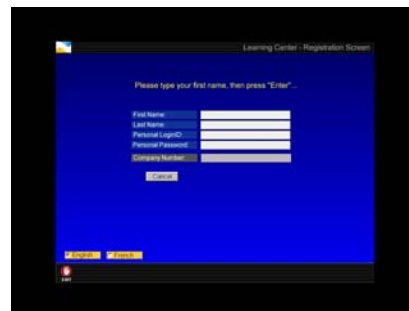 Learning Center - Registration Screen
Please type your first name, then press "Enter"...
First Name:
Last Name:
Personal LoginID:
Personal Password:
Company Number:
Cancel
English French
EXIT